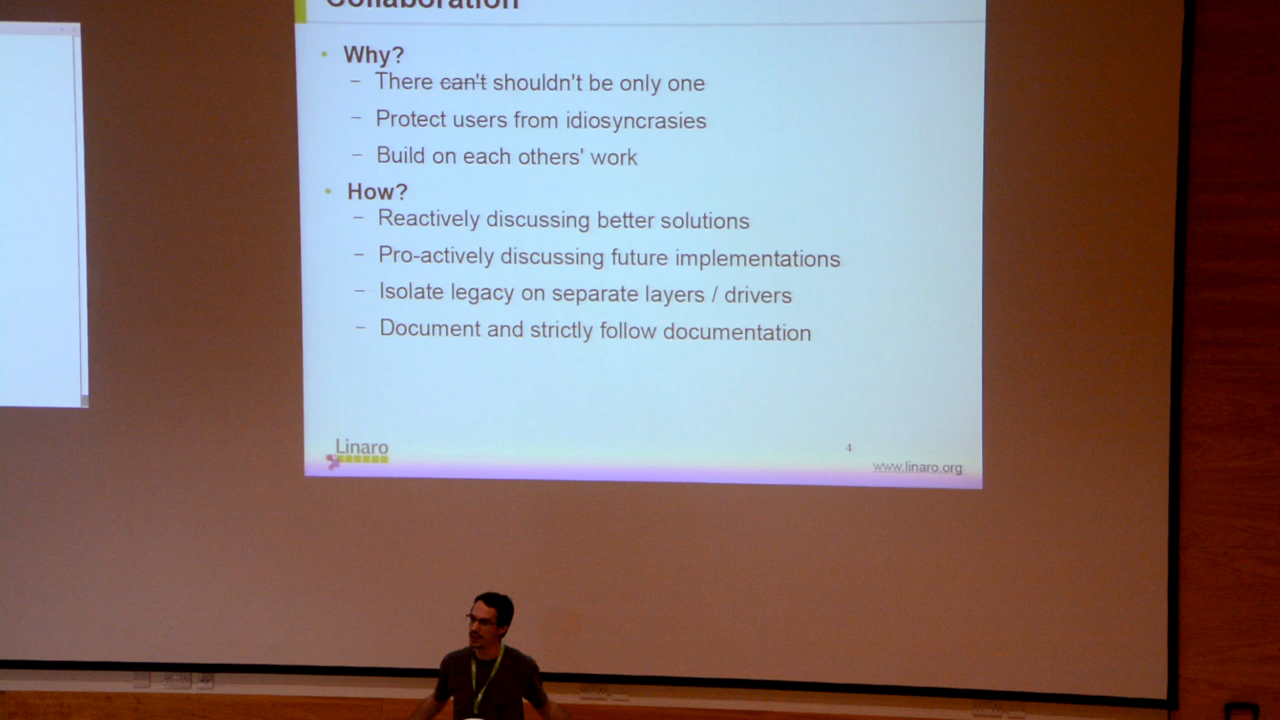 Collaboration
• Why?
– There can't shouldn't be only one
– Protect users from idiosyncrasies
– Build on each others' work
• How?
– Reactively discussing better solutions
– Pro-actively discussing future implementations
– Isolate legacy on separate layers / drivers
– Document and strictly follow documentation
Linaro
4
www.linaro.org